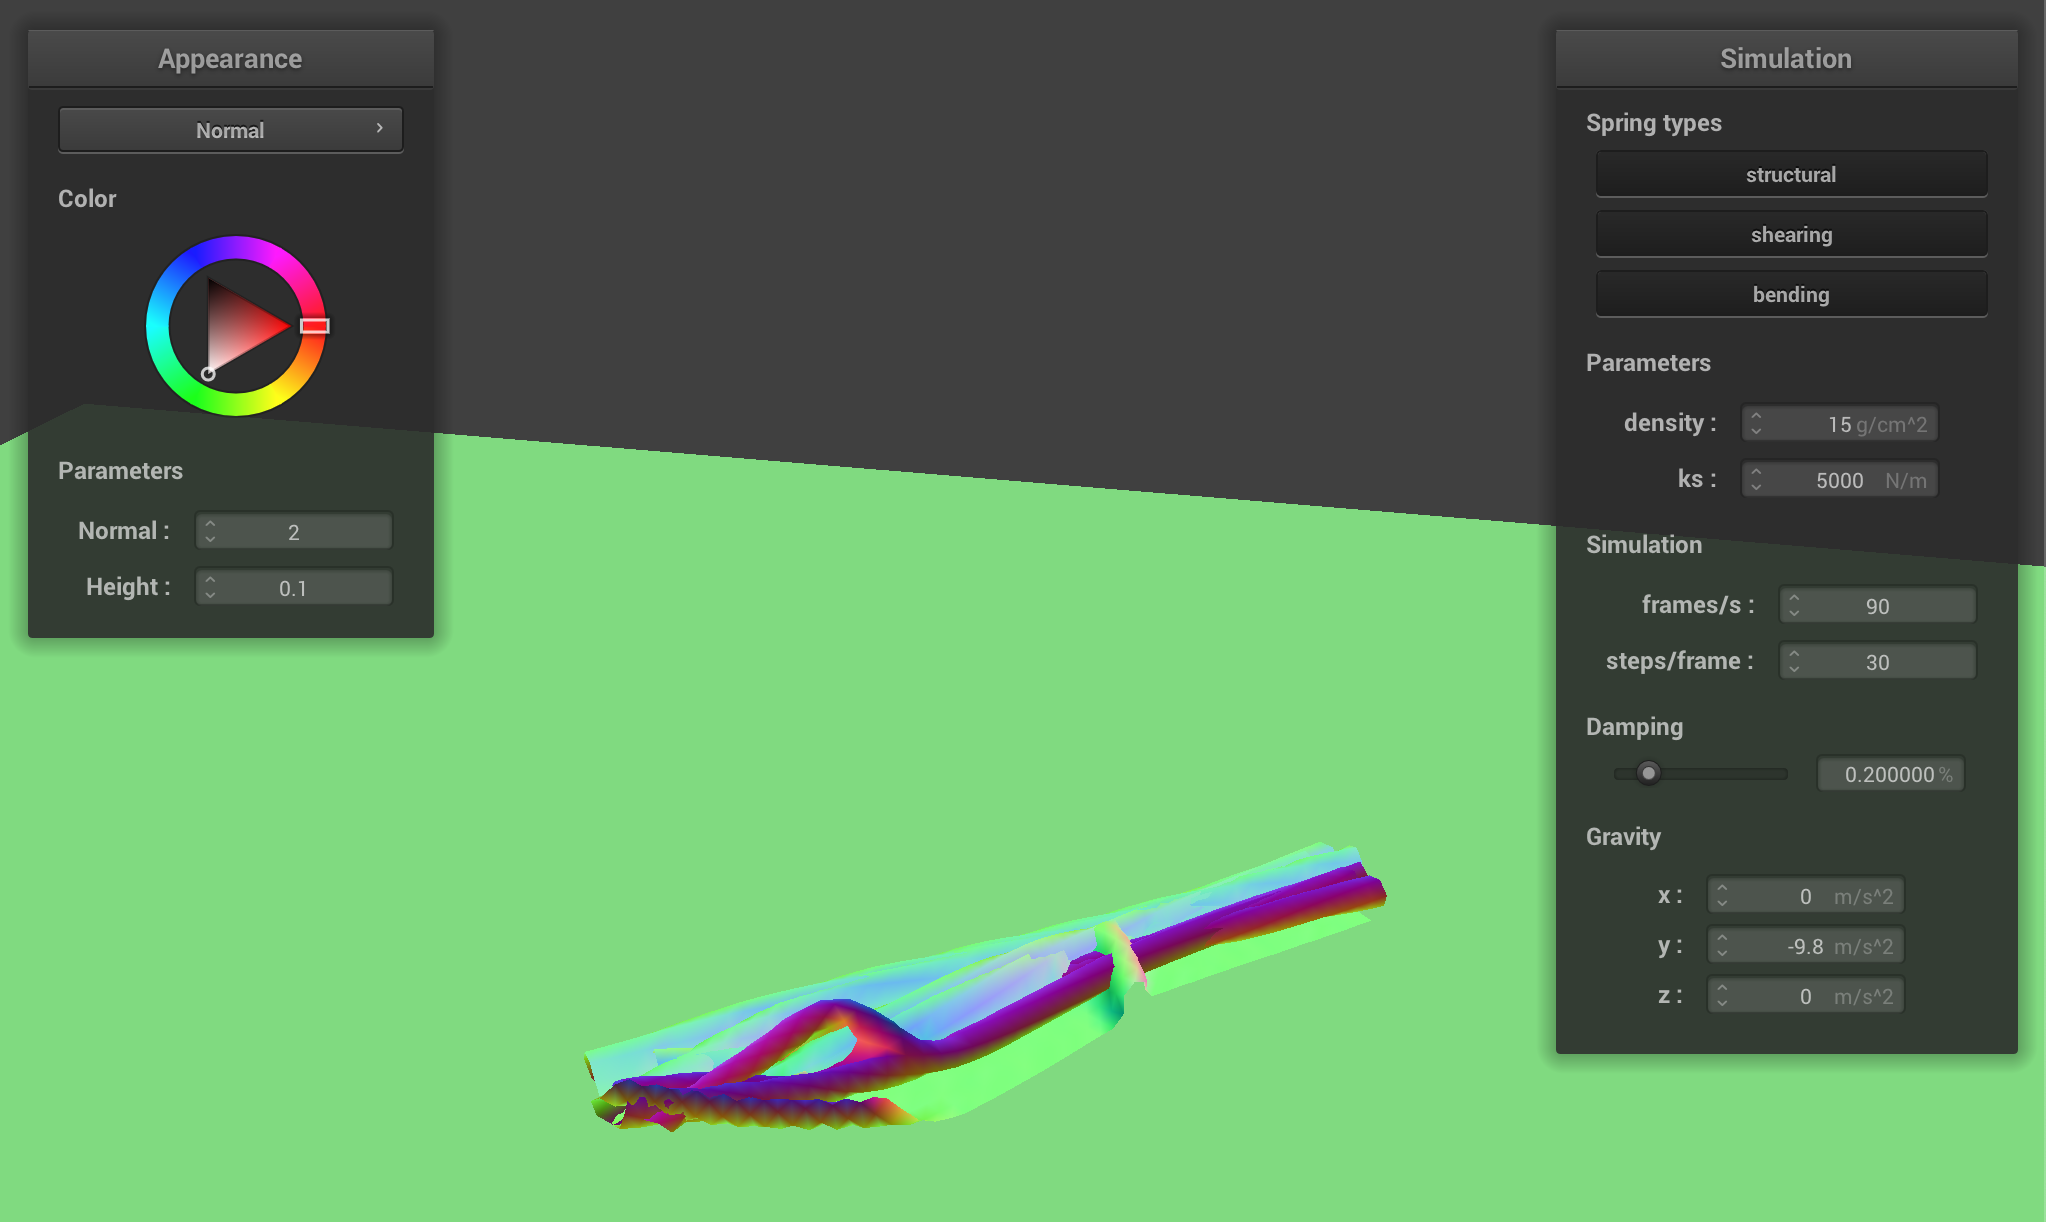 Appearance
Normal
Color
Parameters
Normal : 2
Height : 0.1
Simulation
Spring types
structural
shearing
bending
Parameters
density : 15 g/cm^2
ks : 5000 N/m
Simulation
frames/s : 90
steps/frame : 30
Damping
0.200000 %
Gravity
x : 0 m/s^2
y : -9.8 m/s^2
z : 0 m/s^2